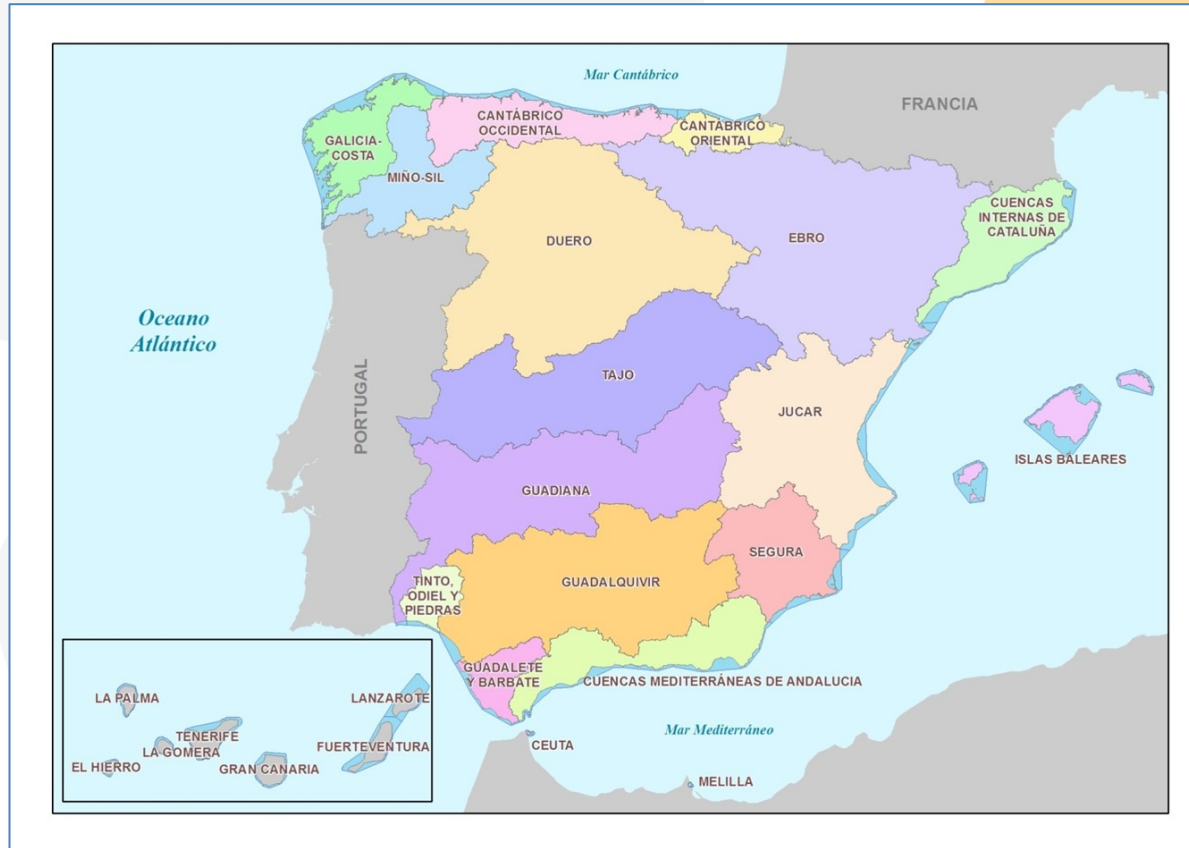 Mar Cantábrico
FRANCIA
GALICIA-
COSTA
CANTÁBRICO
OCCIDENTAL
CANTÁBRICO
ORIENTAL
MIÑO-SIL
CUENCAS
INTERNAS DE
CATALUÑA
DUERO
EBRO
Oceano
Atlántico
PORTUGAL
TAJO
JUCAR
ISLAS BALEARES
GUADIANA
SEGURA
TINTO,
ODIEL Y
PIEDRAS
GUADALQUIVIR
GUADALETE
Y BARBATE
CUENCAS MEDITERRÁNEAS DE ANDALUCIA
Mar Mediterráneo
CEUTA
MELILLA
LA PALMA
LANZAROTE
TENERIFE
LA GOMERA
FUERTEVENTURA
EL HIERRO
GRAN CANARIA